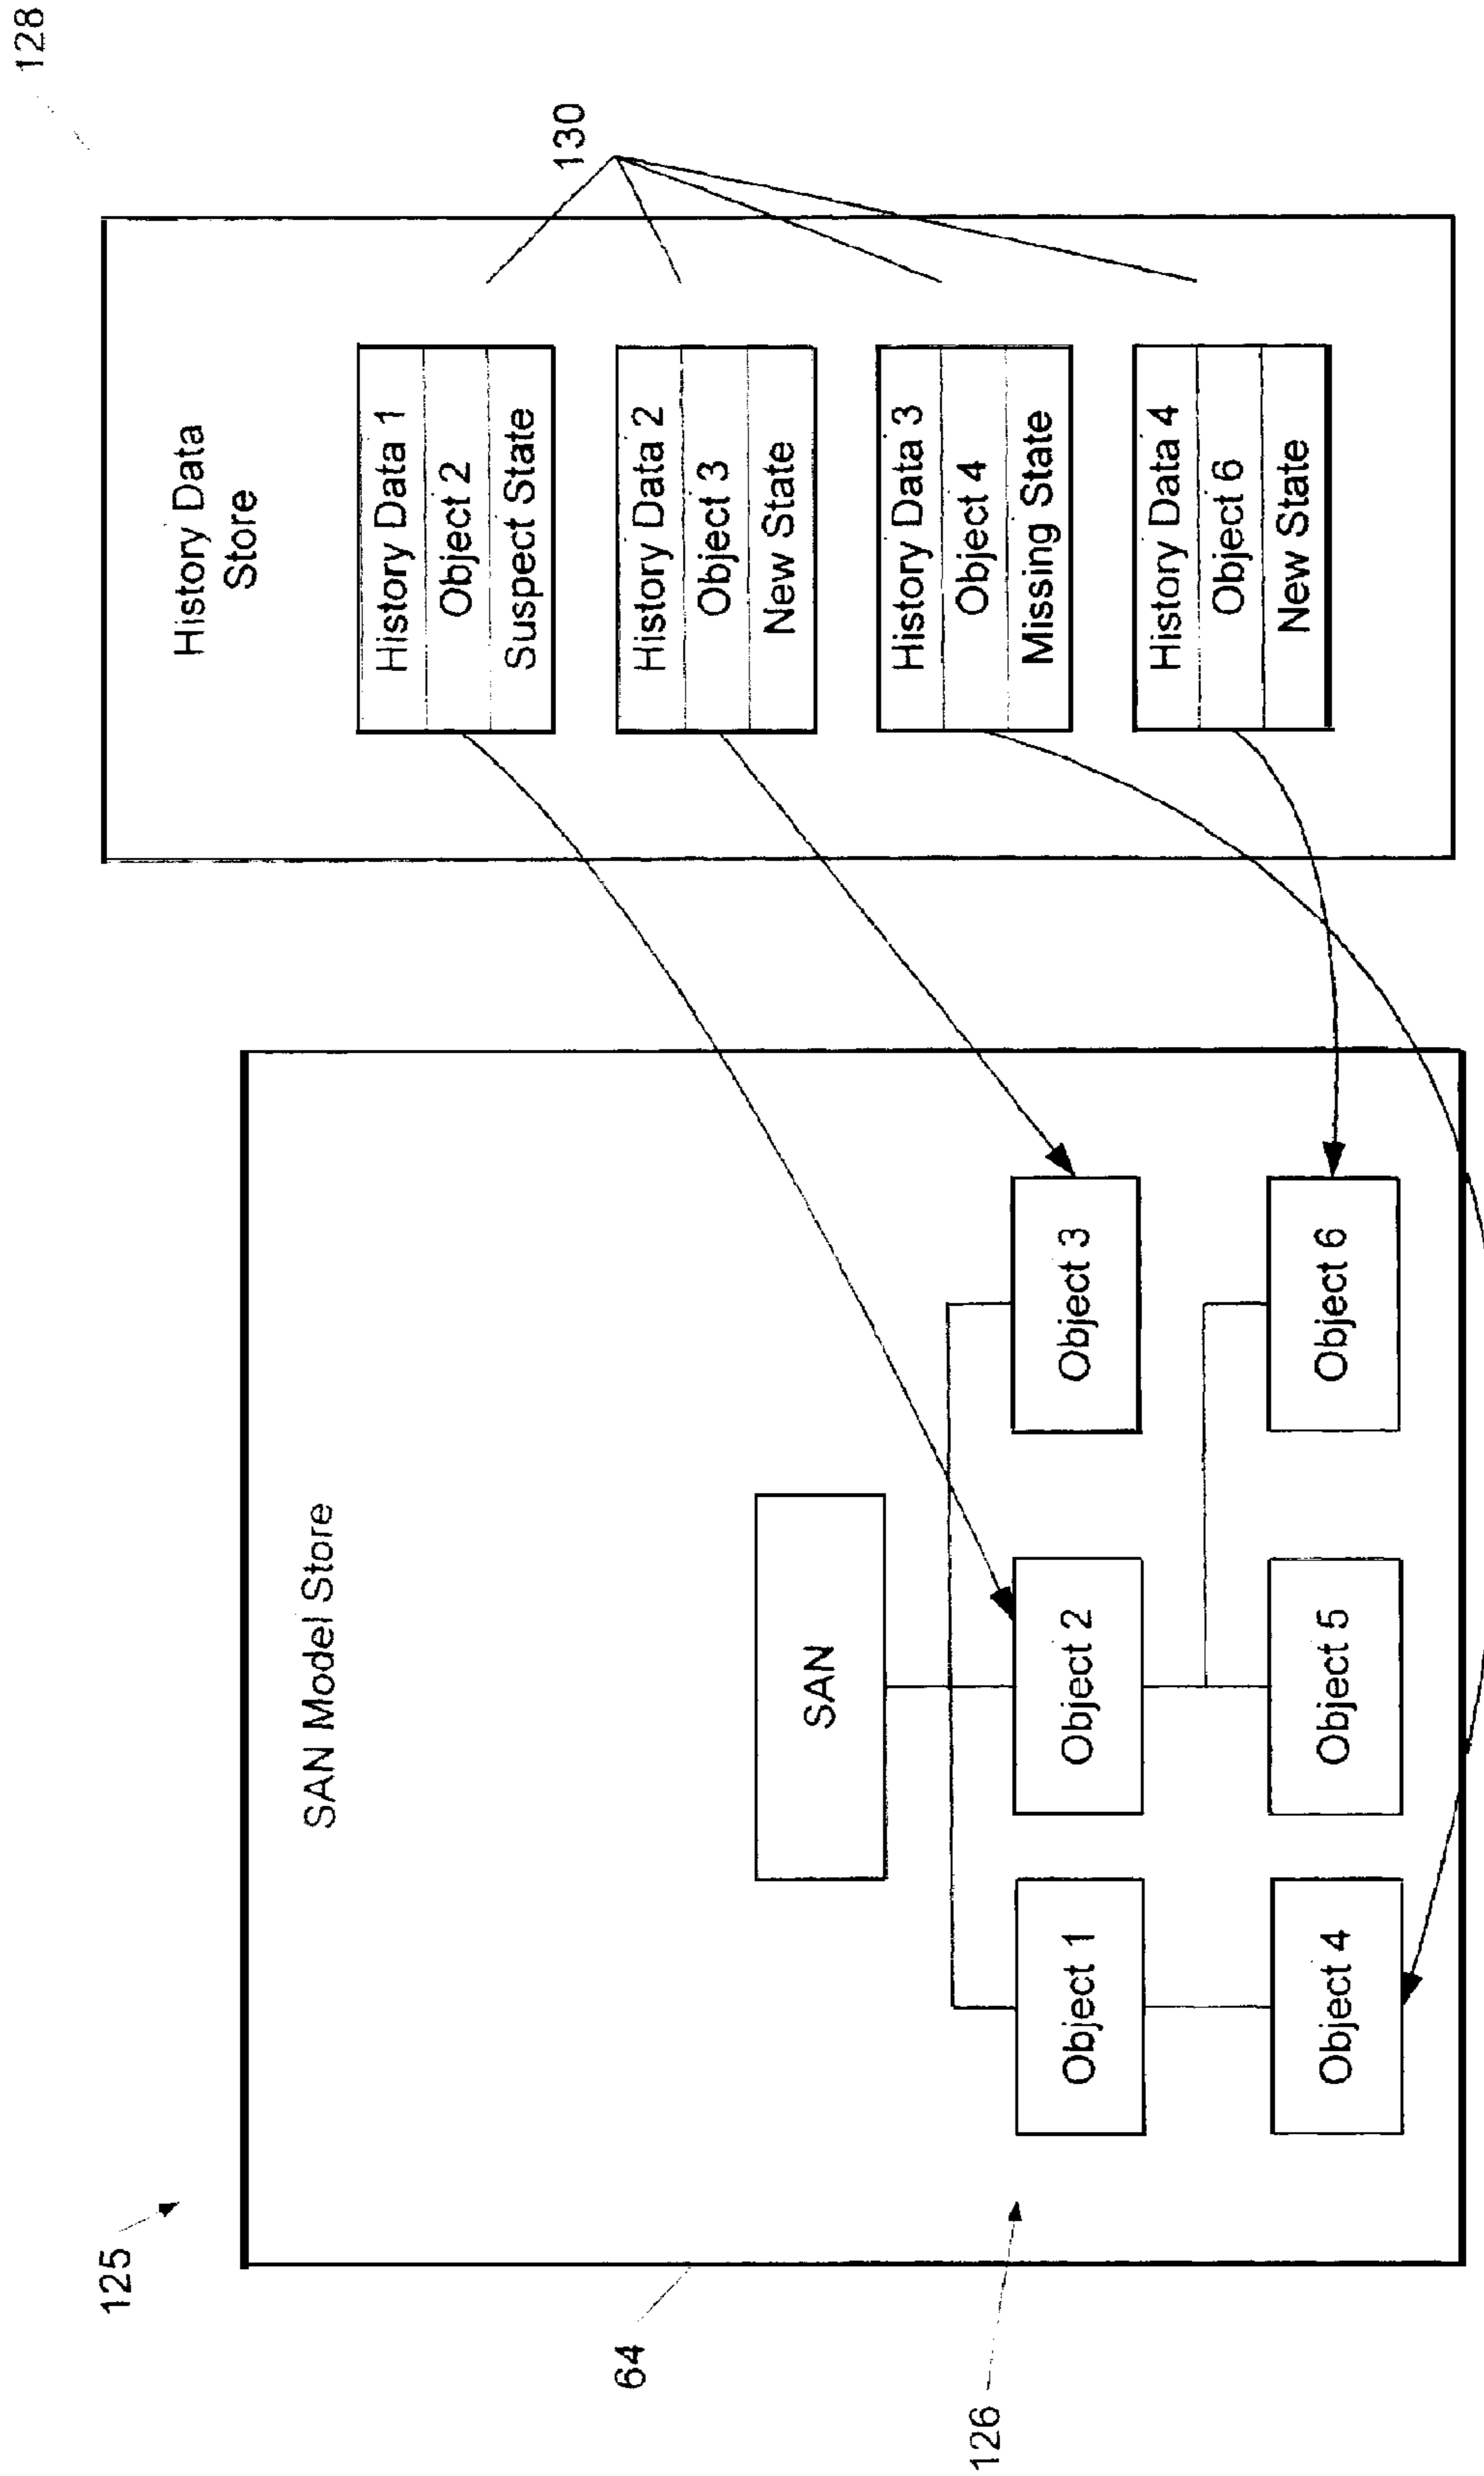 125
128
SAN Model Store
64
126
SAN
Object 1
Object 2
Object 3
Object 4
Object 5
Object 6
History Data
Store
130
History Data 1
Object 2
Suspect State
History Data 2
Object 3
New State
History Data 3
Object 4
Missing State
History Data 4
Object 6
New State